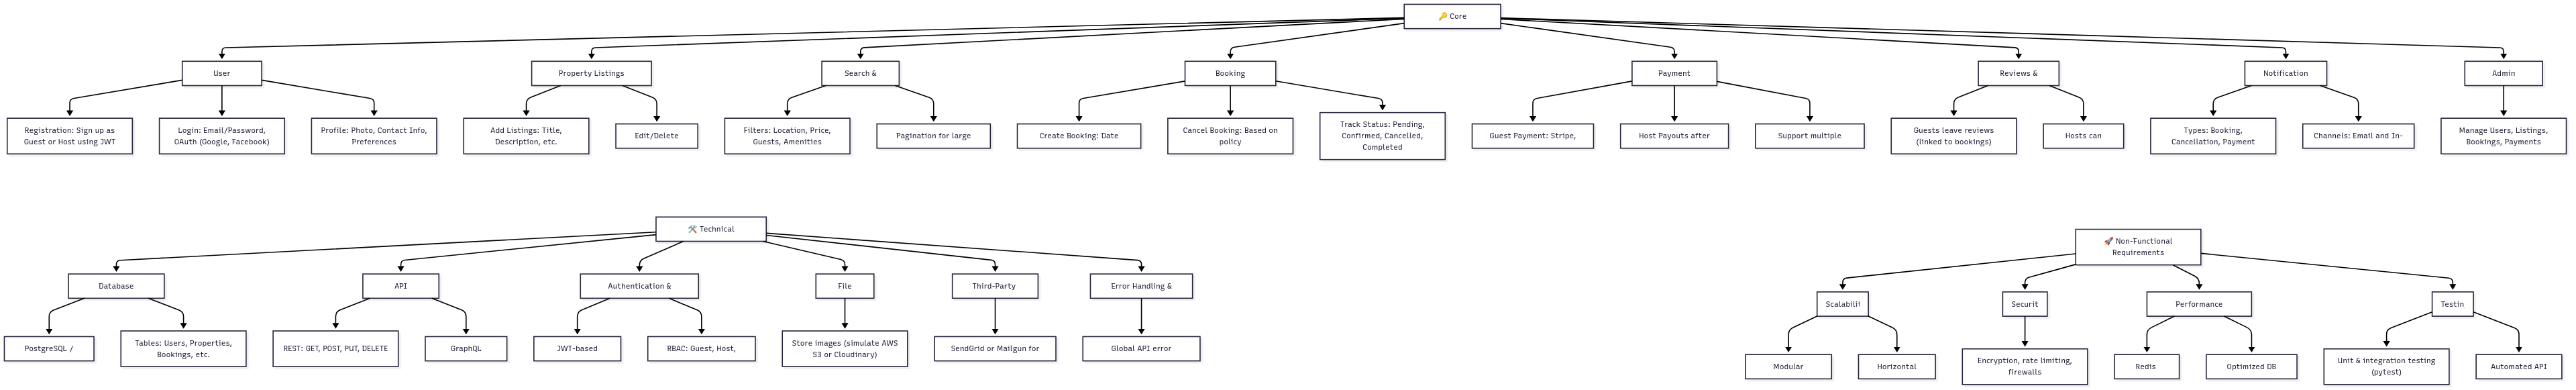 🔑 Core
User
Property Listings
Search &
Booking
Payment
Reviews &
Notification
Admin
Registration: Sign up as
Guest or Host using JWT
Login: Email/Password,
OAuth (Google, Facebook)
Profile: Photo, Contact Info,
Preferences
Add Listings: Title,
Description, etc.
Edit/Delete
Filters: Location, Price,
Guests, Amenities
Pagination for large
Create Booking: Date
Cancel Booking: Based on
policy
Track Status: Pending,
Confirmed, Cancelled,
Completed
Guest Payment: Stripe,
Host Payouts after
Support multiple
Guests leave reviews
(linked to bookings)
Hosts can
Types: Booking,
Cancellation, Payment
Channels: Email and In-
Manage Users, Listings,
Bookings, Payments
🛠️ Technical
Database
API
Authentication &
File
Third-Party
Error Handling &
PostgreSQL /
Tables: Users, Properties,
Bookings, etc.
REST: GET, POST, PUT, DELETE
GraphQL
JWT-based
RBAC: Guest, Host,
Store images (simulate AWS
S3 or Cloudinary)
SendGrid or Mailgun for
Global API error
🚀 Non-Functional
Requirements
Scalabilit
Securit
Performance
Testin
Modular
Horizontal
Encryption, rate limiting,
firewalls
Redis
Optimized DB
Unit & integration testing
(pytest)
Automated API